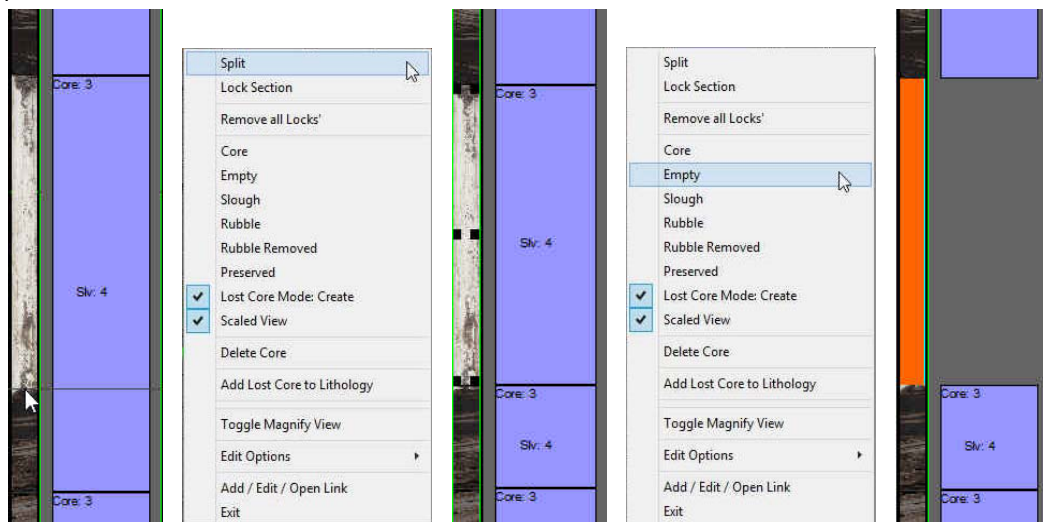 Core: 3
Slv: 4
Core: 3
Split
Lock Section
Remove all Locks'
Core
Empty
Slough
Rubble
Rubble Removed
Preserved
Lost Core Mode: Create
Scaled View
Delete Core
Add Lost Core to Lithology
Toggle Magnify View
Edit Options
Add / Edit / Open Link
Exit
Core: 3
Slv: 4
Core: 3
Slv: 4
Core: 3
Split
Lock Section
Remove all Locks'
Core
Empty
Slough
Rubble
Rubble Removed
Preserved
Lost Core Mode: Create
Scaled View
Delete Core
Add Lost Core to Lithology
Toggle Magnify View
Edit Options
Add / Edit / Open Link
Exit
Core: 3
Slv: 4
Core: 3